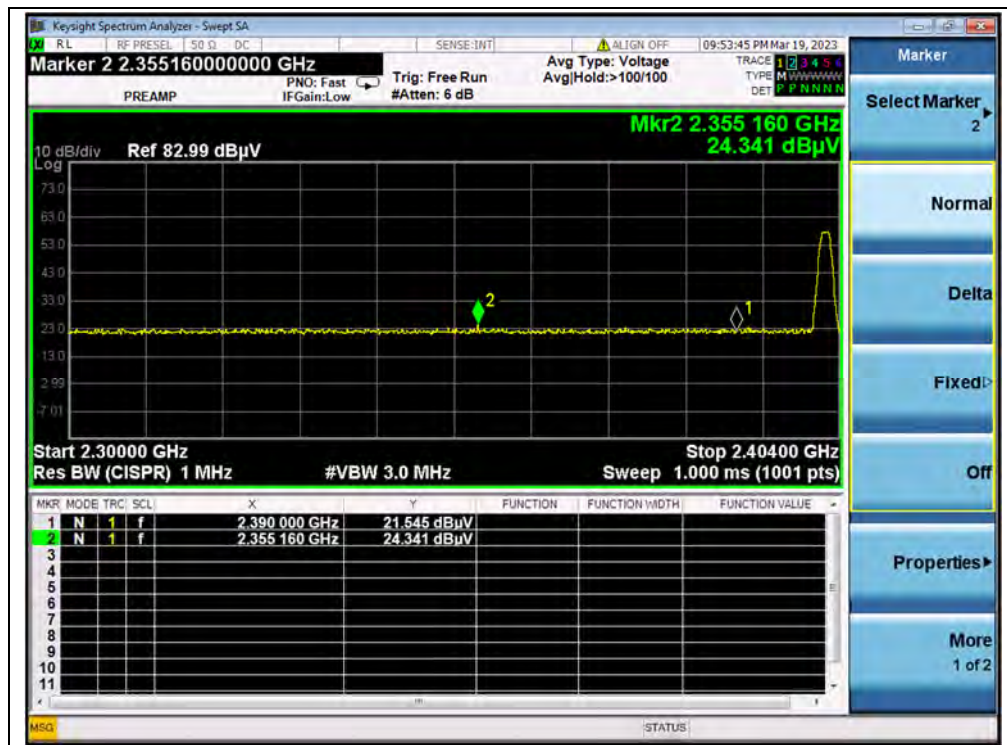 Keysight Spectrum Analyzer - Swept SA
RL RF PRESEL 50 Ω DC SENSE:INT ALIGN OFF 09:53:45 PM Mar 19, 2023
Marker 2 2.355160000000 GHz
PREAMP
PNO: Fast
IFGain:Low
Trig: Free Run
#Atten: 6 dB
Avg Type: Voltage
Avg|Hold:>100/100
TRACE 1 2 3 4 5 6
TYPE M WWWWW
DET P P N N N N
Mkr2 2.355 160 GHz
24.341 dBµV
10 dB/div Ref 82.99 dBµV
Log
73.0
63.0
53.0
43.0
33.0
23.0
13.0
2.99
-7.01
2
1
Start 2.30000 GHz Stop 2.40400 GHz
Res BW (CISPR) 1 MHz #VBW 3.0 MHz Sweep 1.000 ms (1001 pts)
MKR MODE TRC SCL X Y FUNCTION FUNCTION WIDTH FUNCTION VALUE
1 N 1 f 2.390 000 GHz 21.545 dBµV
2 N 1 f 2.355 160 GHz 24.341 dBµV
3
4
5
6
7
8
9
10
11
MSG STATUS
Marker
Select Marker
2
Normal
Delta
Fixed
Off
Properties
More
1 of 2